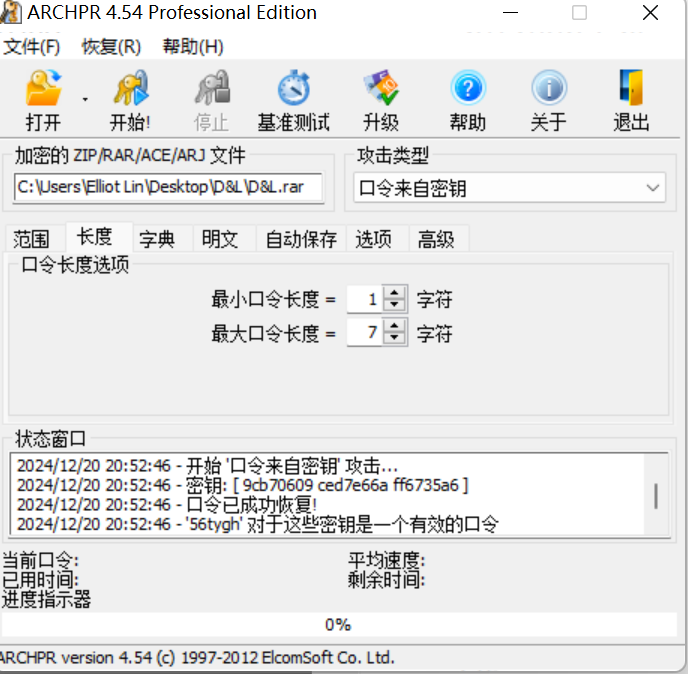 ARCHPR 4.54 Professional Edition
文件(F) 恢复(R) 帮助(H)
打开 开始! 停止 基准测试 升级 帮助 关于 退出
加密的 ZIP/RAR/ACE/ARJ 文件 攻击类型
C:\Users\Elliot Lin\Desktop\D&L\D&L.rar 口令来自密钥
范围 长度 字典 明文 自动保存 选项 高级
口令长度选项
最小口令长度 = 1 字符
最大口令长度 = 7 字符
状态窗口
2024/12/20 20:52:46 - 开始 '口令来自密钥' 攻击...
2024/12/20 20:52:46 - 密钥: [ 9cb70609 ced7e66a ff6735a6 ]
2024/12/20 20:52:46 - 口令已成功恢复!
2024/12/20 20:52:46 - '56tygh' 对于这些密钥是一个有效的口令
当前口令: 平均速度:
已用时间: 剩余时间:
进度指示器
0%
ARCHPR version 4.54 (c) 1997-2012 ElcomSoft Co. Ltd.